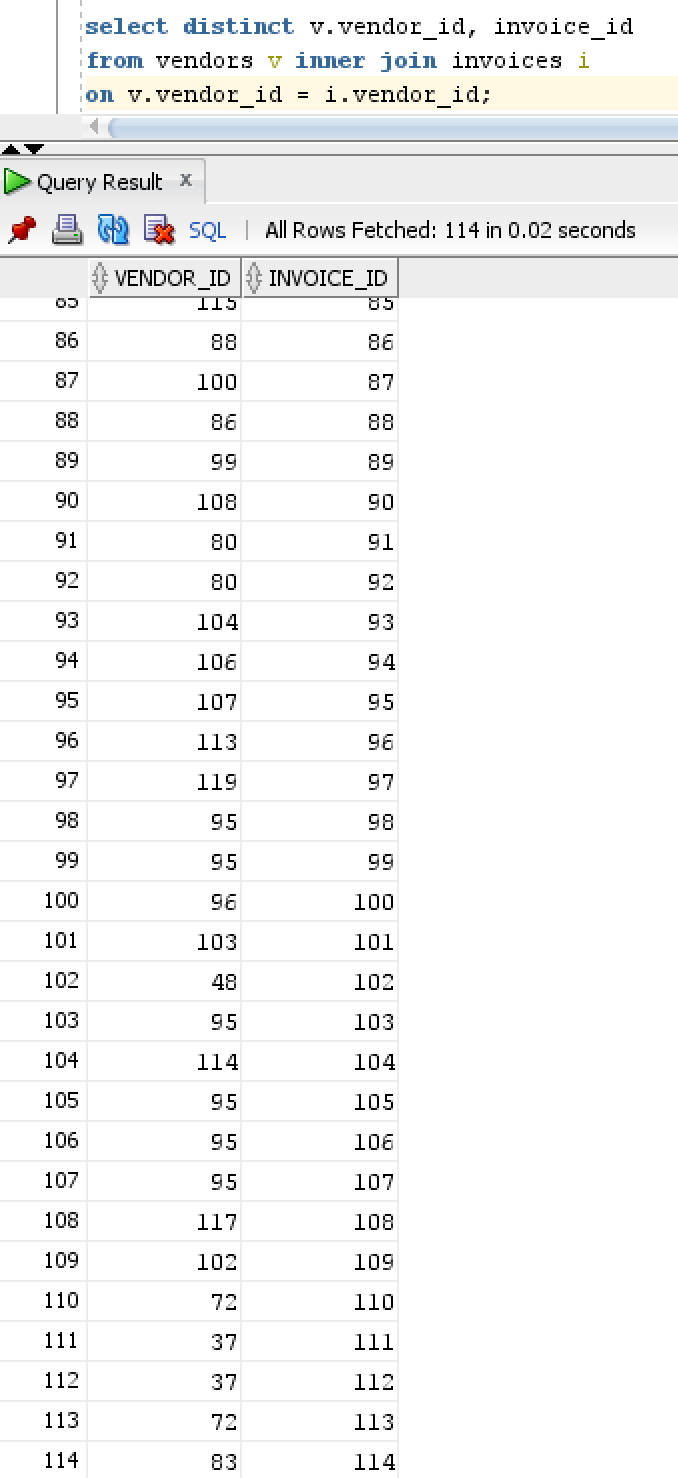 select distinct v.vendor_id, invoice_id
from vendors v inner join invoices i
on v.vendor_id = i.vendor_id;
Query Result x
SQL | All Rows Fetched: 114 in 0.02 seconds
VENDOR_ID INVOICE_ID
85 115 85
86 88 86
87 100 87
88 86 88
89 99 89
90 108 90
91 80 91
92 80 92
93 104 93
94 106 94
95 107 95
96 113 96
97 119 97
98 95 98
99 95 99
100 96 100
101 103 101
102 48 102
103 95 103
104 114 104
105 95 105
106 95 106
107 95 107
108 117 108
109 102 109
110 72 110
111 37 111
112 37 112
113 72 113
114 83 114